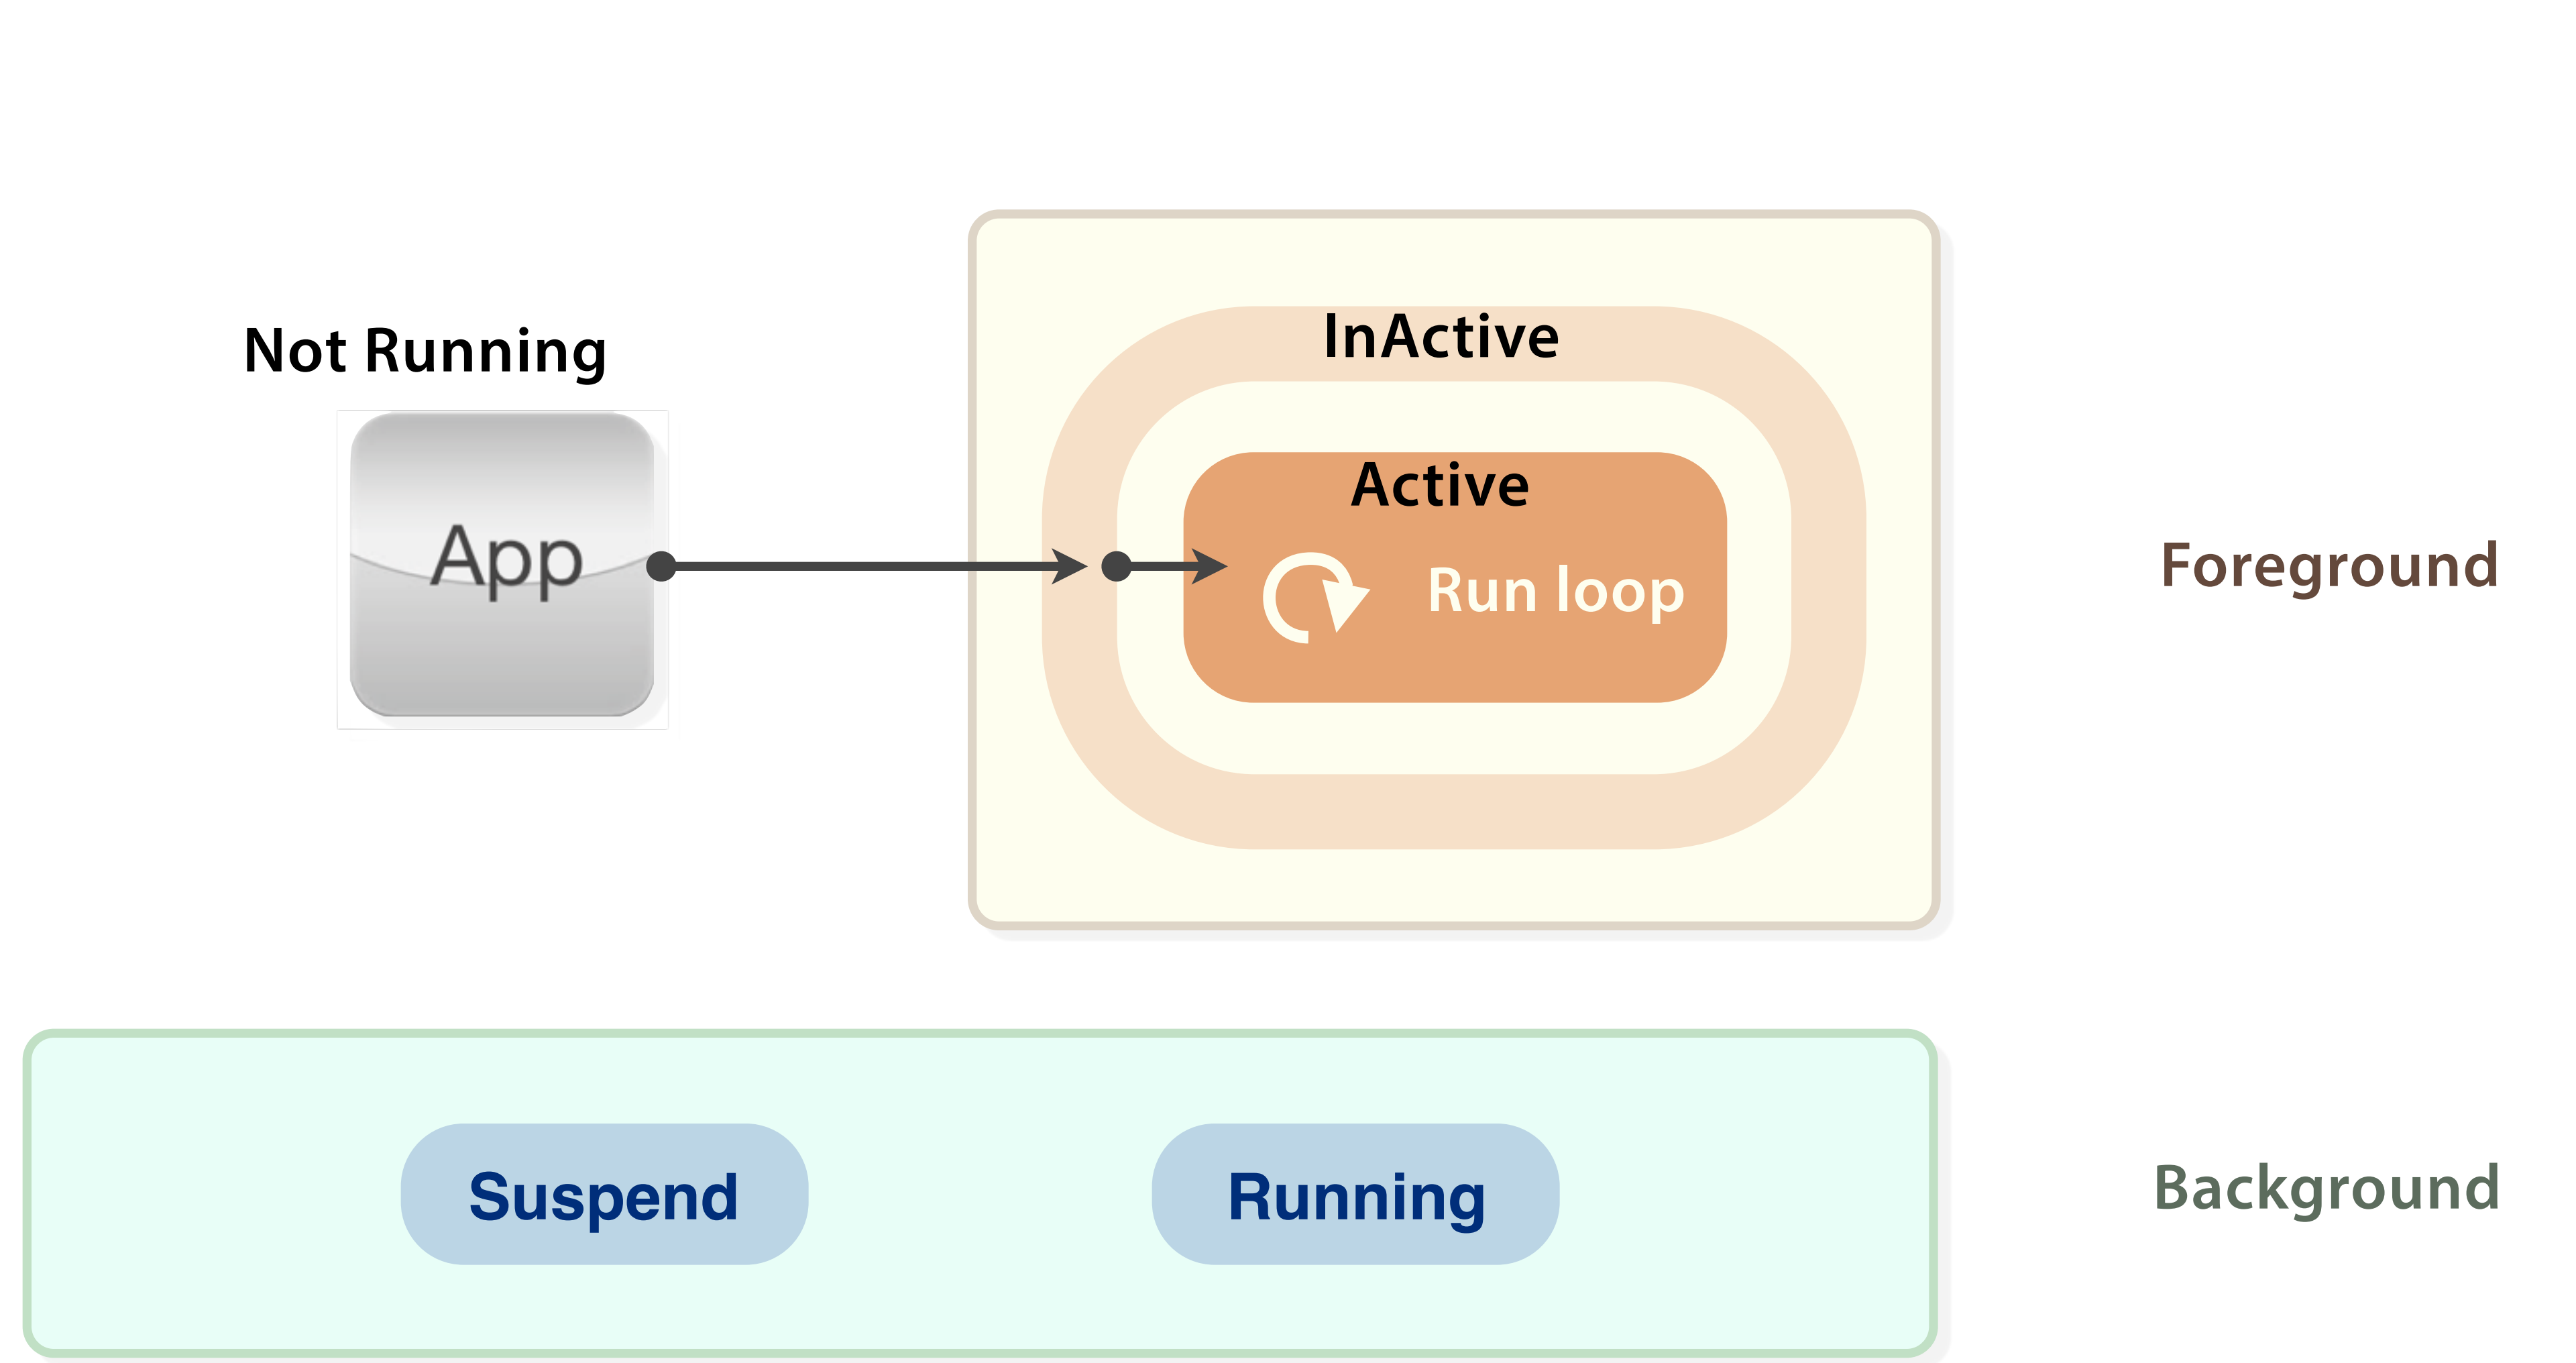 Not Running
App
InActive
Active
Run loop
Foreground
Suspend
Running
Background